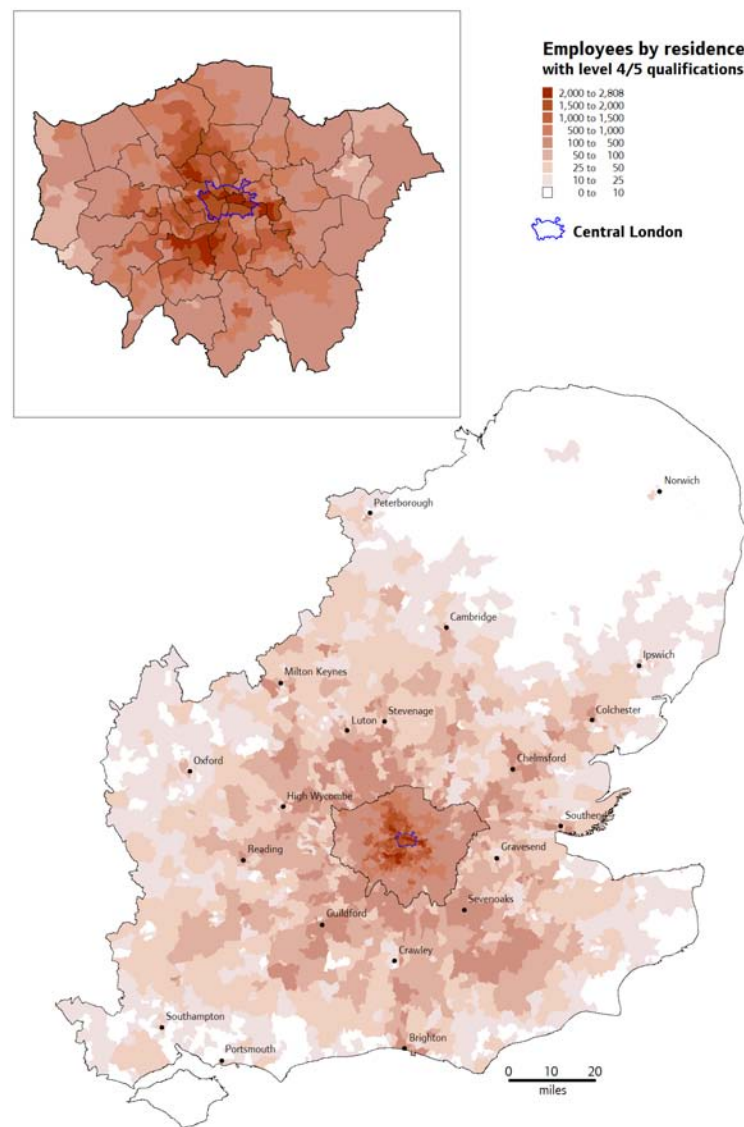 Employees by residence
with level 4/5 qualifications
2,000 to 2,808
1,500 to 2,000
1,000 to 1,500
500 to 1,000
100 to 500
50 to 100
25 to 50
10 to 25
0 to 10
Central London
Norwich
Peterborough
Cambridge
Ipswich
Milton Keynes
Colchester
Stevenage
Luton
Oxford
Chelmsford
High Wycombe
Southend
Reading
Gravesend
Sevenoaks
Guildford
Crawley
Southampton
Brighton
Portsmouth
0 10 20
miles